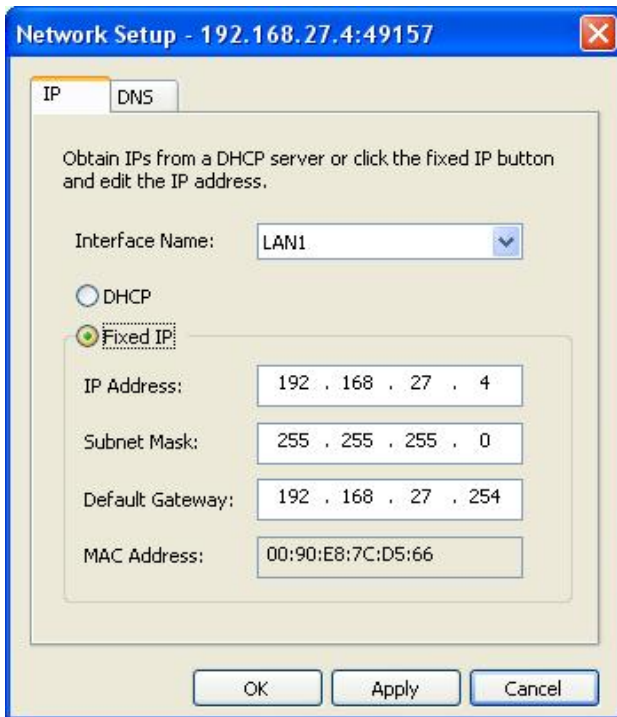 Network Setup - 192.168.27.4:49157
IP DNS
Obtain IPs from a DHCP server or click the fixed IP button
and edit the IP address.
Interface Name: LAN1
DHCP
Fixed IP
IP Address: 192 . 168 . 27 . 4
Subnet Mask: 255 . 255 . 255 . 0
Default Gateway: 192 . 168 . 27 . 254
MAC Address: 00:90:E8:7C:D5:66
OK Apply Cancel